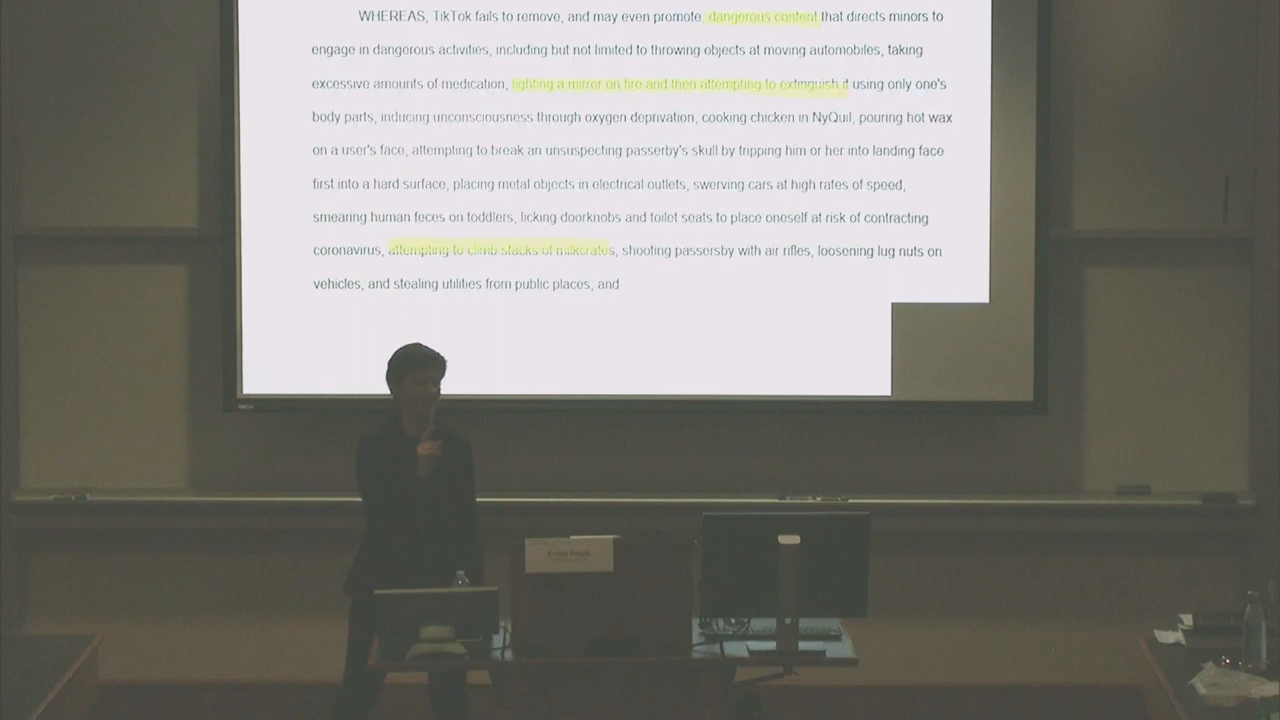 WHEREAS, TikTok fails to remove, and may even promote, dangerous content that directs minors to
engage in dangerous activities, including but not limited to throwing objects at moving automobiles, taking
excessive amounts of medication, lighting a mirror on fire and then attempting to extinguish it using only one's
body parts, inducing unconsciousness through oxygen deprivation, cooking chicken in NyQuil, pouring hot wax
on a user's face, attempting to break an unsuspecting passerby's skull by tripping him or her into landing face
first into a hard surface, placing metal objects in electrical outlets, swerving cars at high rates of speed,
smearing human feces on toddlers, licking doorknobs and toilet seats to place oneself at risk of contracting
coronavirus, attempting to climb stacks of milkcrates, shooting passersby with air rifles, loosening lug nuts on
vehicles, and stealing utilities from public places, and